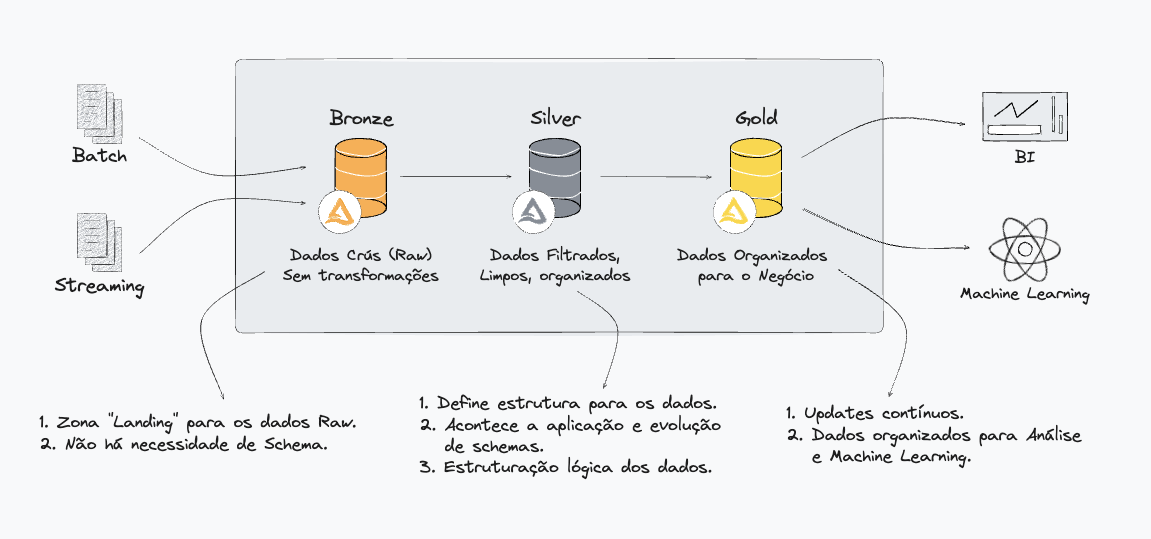 Batch
Streaming
Bronze
Silver
Gold
Dados Crús (Raw)
Sem transformações
Dados Filtrados,
Limpos, organizados
Dados Organizados
para o Negócio
BI
Machine Learning
1. Zona "Landing" para os dados Raw.
2. Não há necessidade de Schema.
1. Define estrutura para os dados.
2. Acontece a aplicação e evolução
de schemas.
3. Estruturação lógica dos dados.
1. Updates contínuos.
2. Dados organizados para Análise
e Machine Learning.